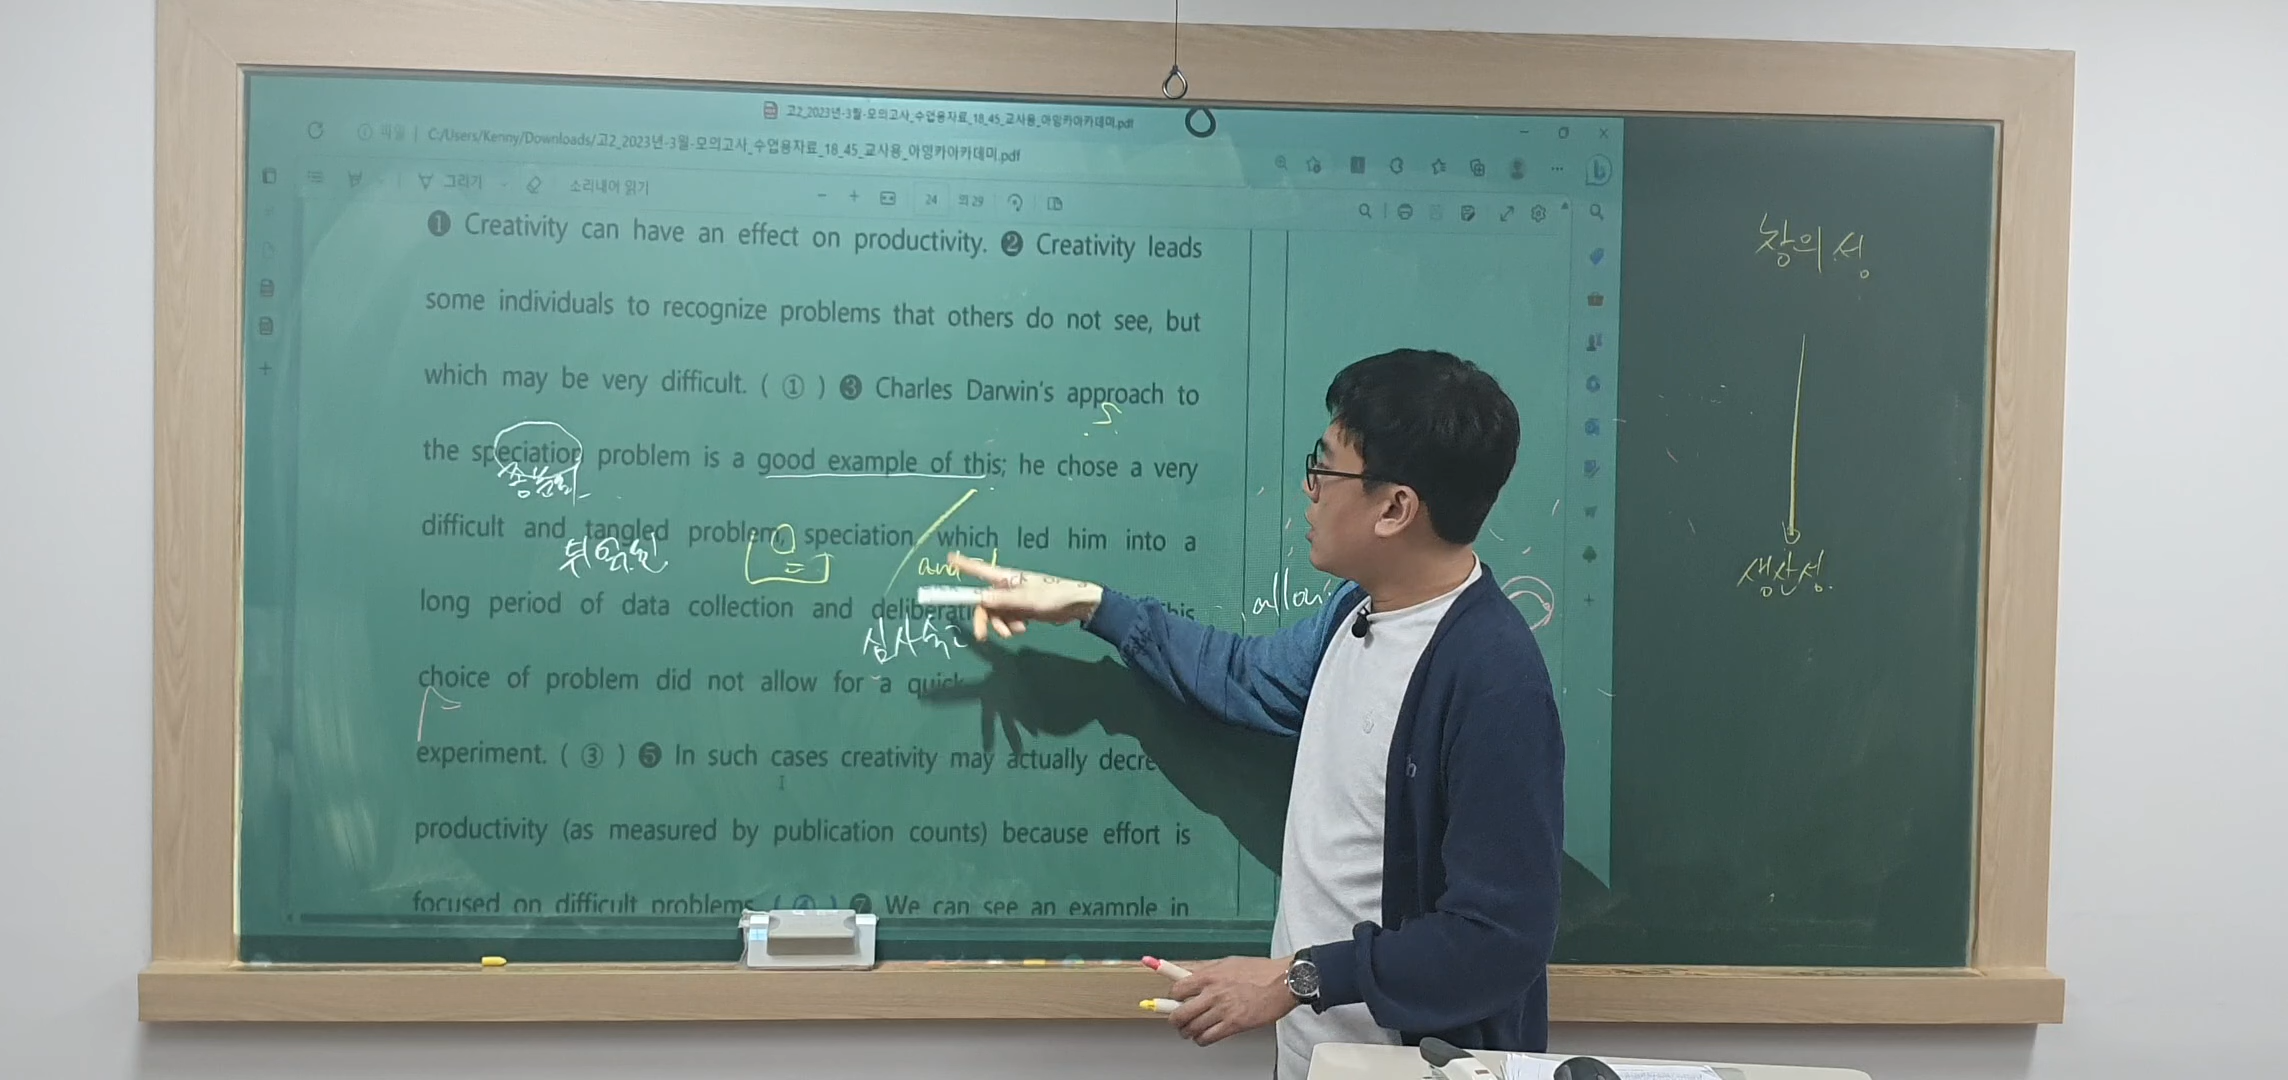 고2_2023년-3월-모의고사_수업용자료_18_45_교사용_아잉카아카데미.pdf
파일 | C:/Users/Kenny/Downloads/고2_2023년-3월-모의고사_수업용자료_18_45_교사용_아잉카아카데미.pdf
그리기 소리내어 읽기 24 의 29
❶ Creativity can have an effect on productivity. ❷ Creativity leads
some individuals to recognize problems that others do not see, but
which may be very difficult. ( ① ) ❸ Charles Darwin's approach to
S
the speciation problem is a good example of this; he chose a very
종분화
difficult and tangled problem, speciation, which led him into a
뒤얽힌
and
long period of data collection and
심사숙고
choice of problem did not allow for a quick
experiment. ( ③ ) ❺ In such cases creativity may actually
productivity (as measured by publication counts) because effort is
focused on difficult problems. ( ④ ) ❼ We can see an example in
창의성
생산성